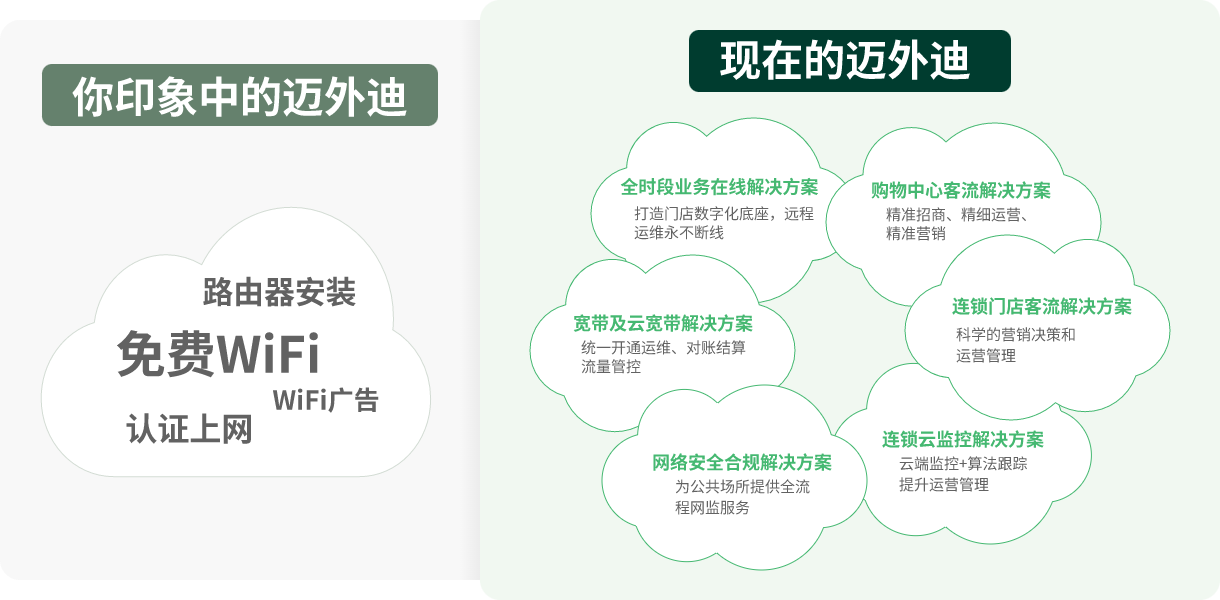 你印象中的迈外迪
路由器安装
免费WiFi
WiFi广告
认证上网
现在的迈外迪
全时段业务在线解决方案
打造门店数字化底座，远程
运维永不断线
购物中心客流解决方案
精准招商、精细运营、
精准营销
宽带及云宽带解决方案
统一开通运维、对账结算
流量管控
连锁门店客流解决方案
科学的营销决策和
运营管理
网络安全合规解决方案
为公共场所提供全流
程网监服务
连锁云监控解决方案
云端监控+算法跟踪
提升运营管理